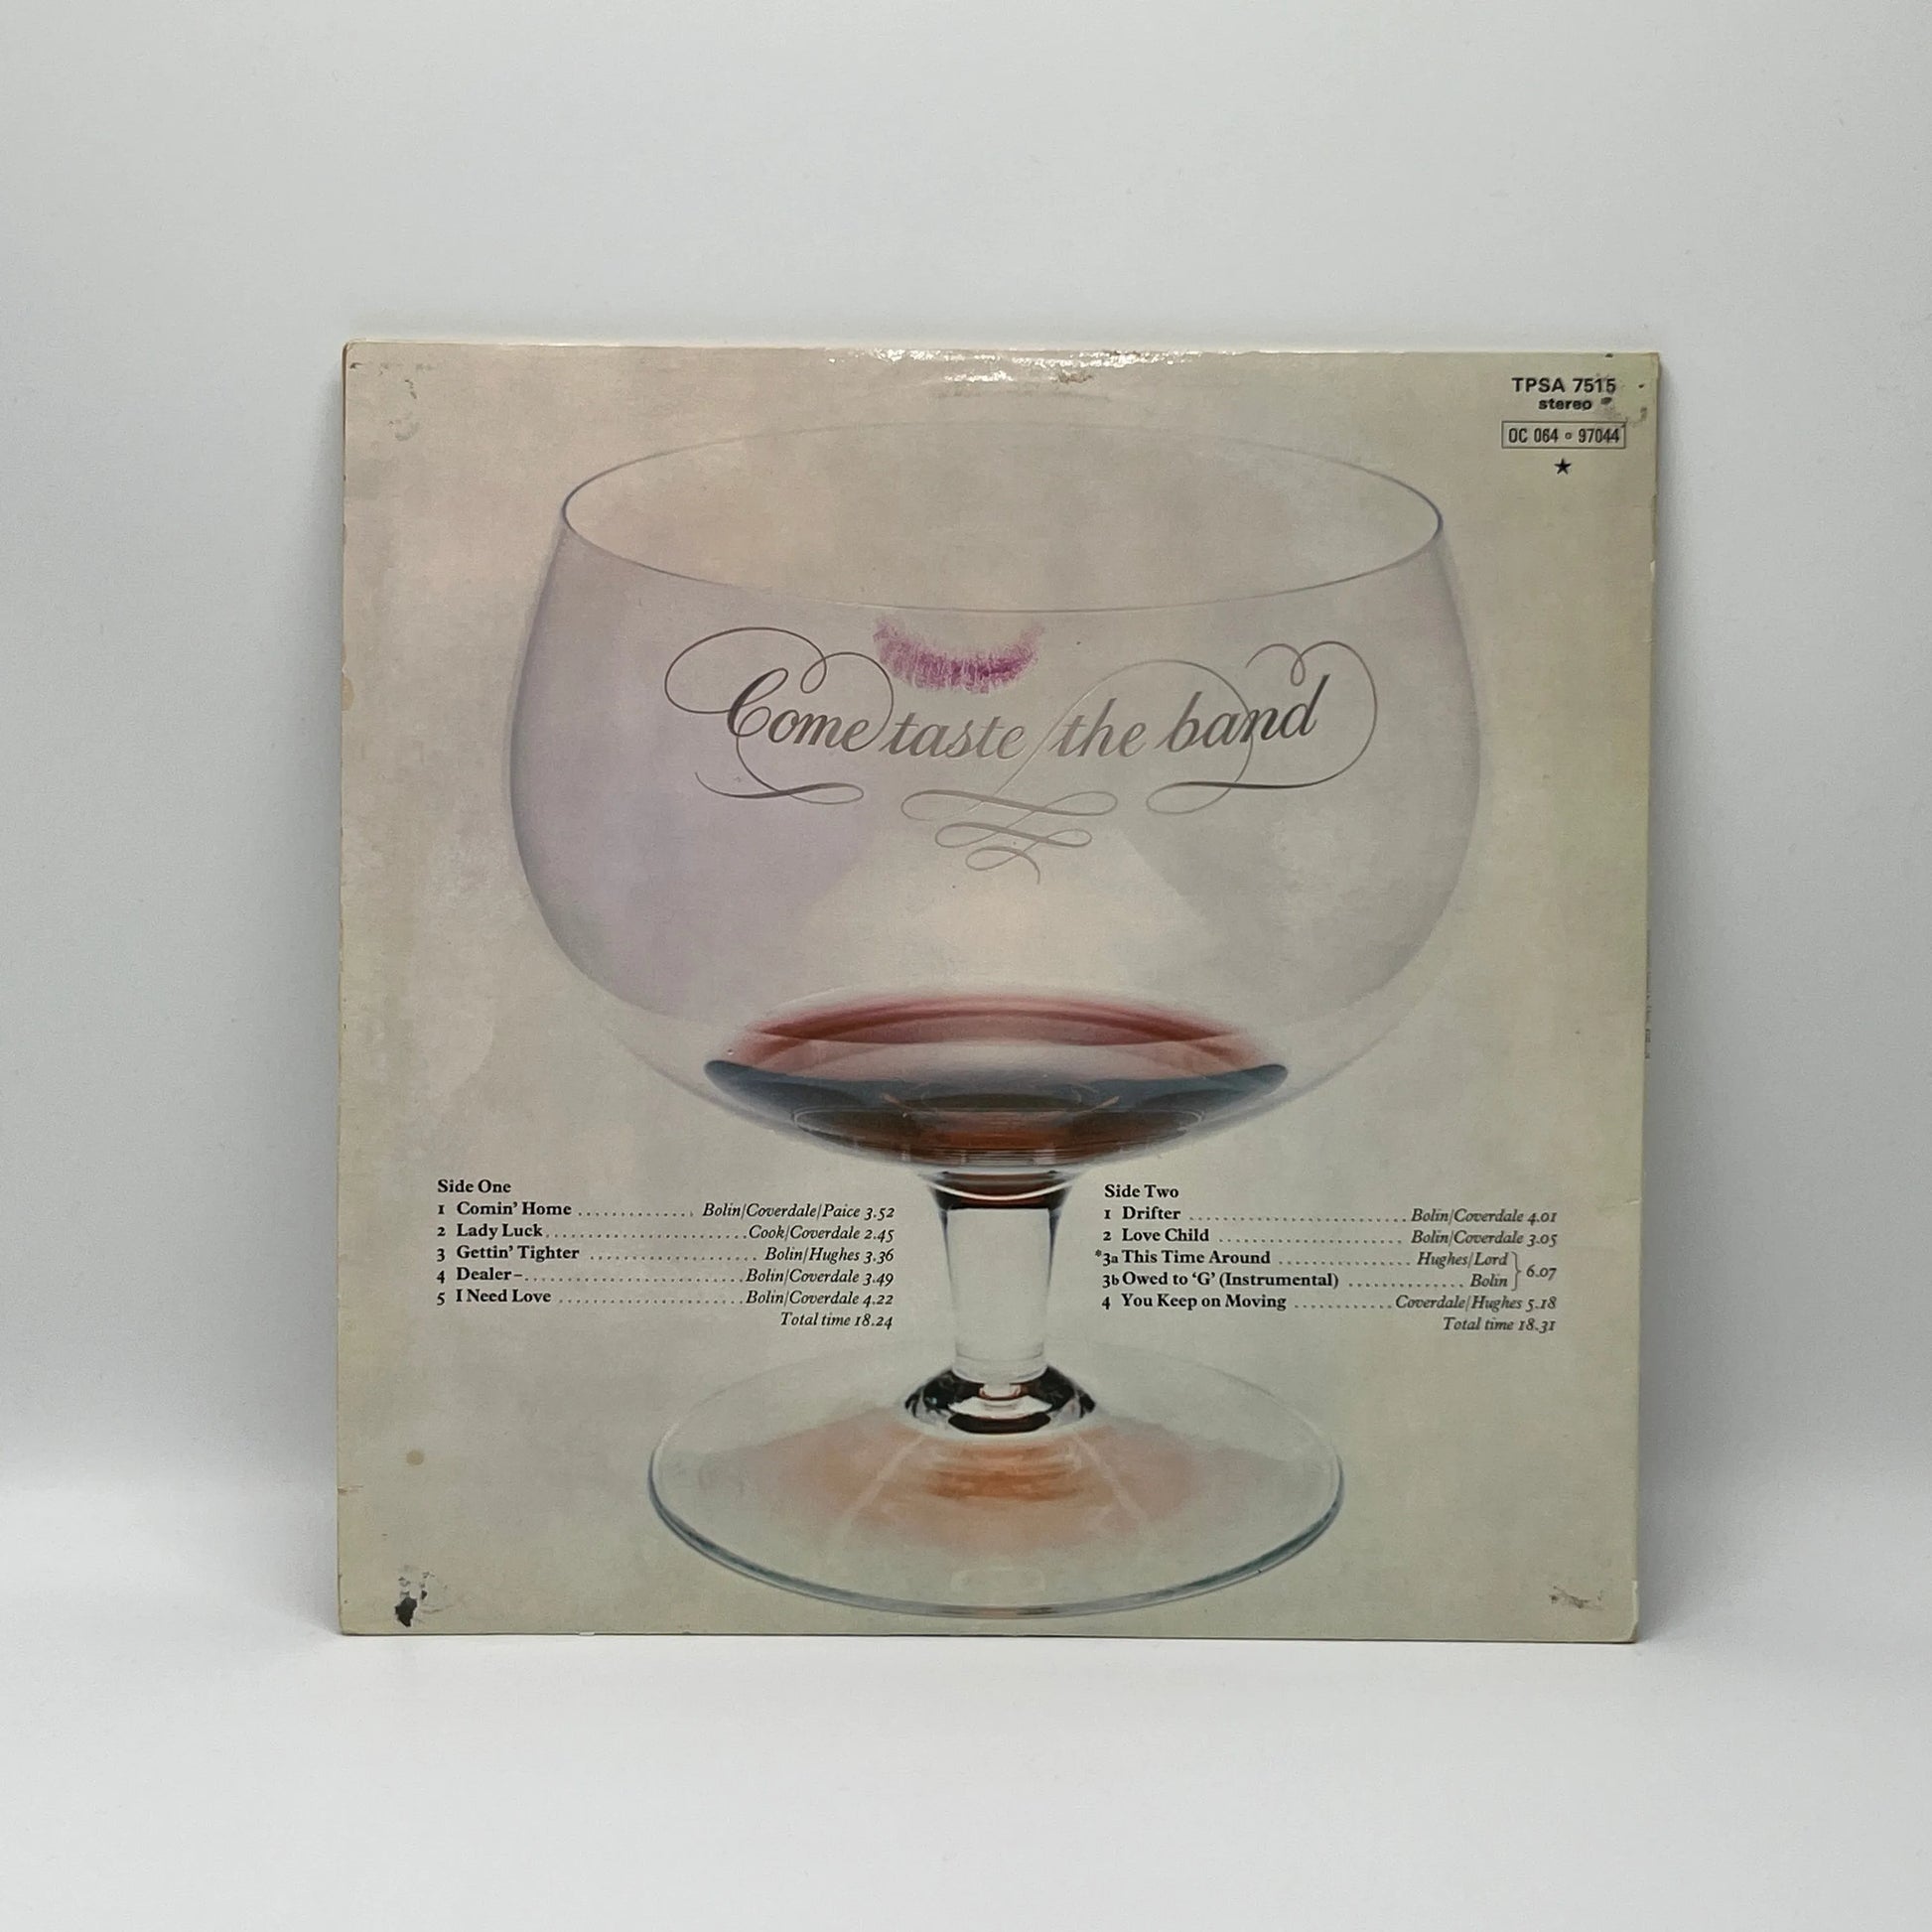 TPSA 7515
stereo
OC 064 ∘ 97044
★
Come taste the band
Side One
1 Comin' Home .............. Bolin/Coverdale/Paice 3.52
2 Lady Luck ........................ Cook/Coverdale 2.45
3 Gettin' Tighter ................. Bolin/Hughes 3.36
4 Dealer–.......................... Bolin/Coverdale 3.49
5 I Need Love ....................... Bolin/Coverdale 4.22
Total time 18.24
Side Two
1 Drifter .......................... Bolin/Coverdale 4.01
2 Love Child ...................... Bolin/Coverdale 3.05
*3a This Time Around ................ Hughes/Lord
3b Owed to 'G' (Instrumental) .............. Bolin } 6.07
4 You Keep on Moving ............ Coverdale/Hughes 5.18
Total time 18.31